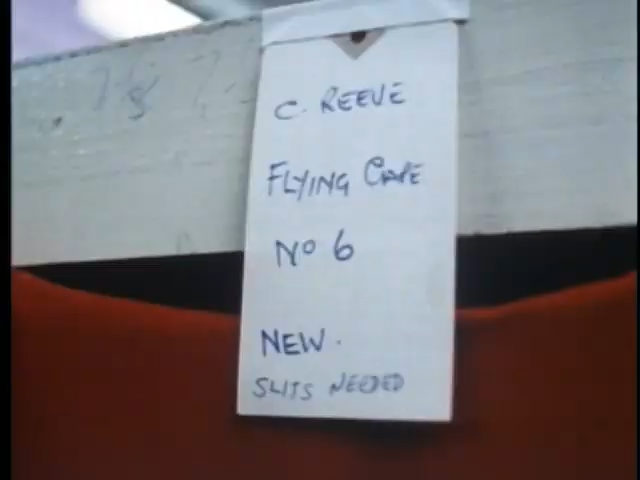 C. REEVE
FLYING CAPE
Nº 6
NEW.
SLITS NEEDED